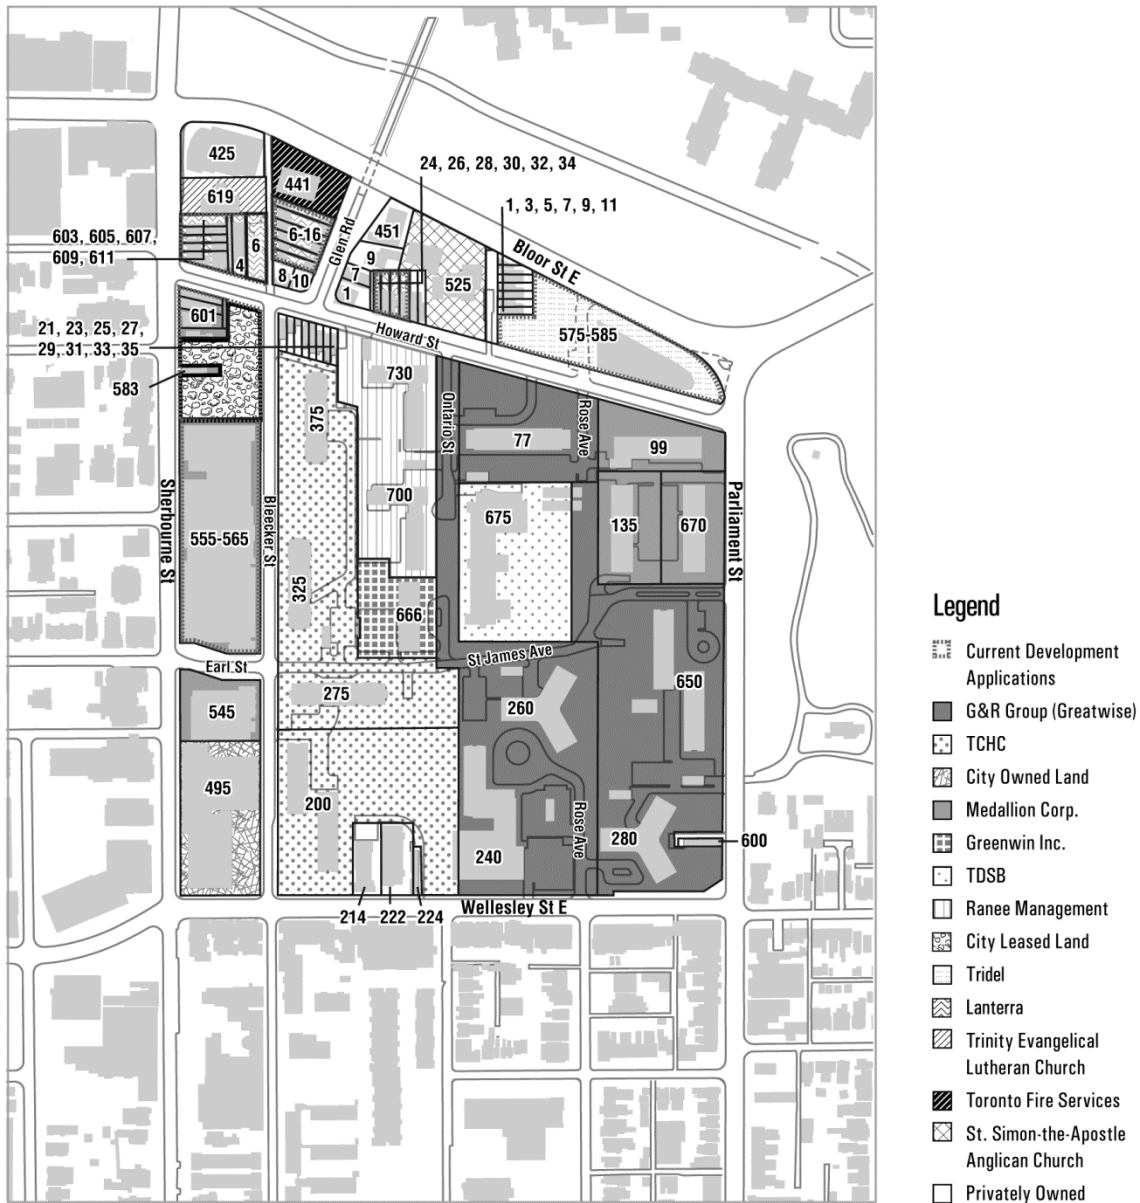 425
441
24, 26, 28, 30, 32, 34
619
1, 3, 5, 7, 9, 11
603, 605, 607,
609, 611
6
6-16
Glen Rd
451
Bloor St E
4
8
10
9
7
1
525
601
21, 23, 25, 27,
29, 31, 33, 35
Howard St
575-585
583
375
730
Ontario St
77
Rose Ave
99
Sherbourne St
Bleecker St
700
675
135
670
Parliament St
555-565
325
666
Earl St
St James Ave
275
260
650
545
495
200
240
Rose Ave
280
600
214
222
224
Wellesley St E
Legend
Current Development
Applications
G&R Group (Greatwise)
TCHC
City Owned Land
Medallion Corp.
Greenwin Inc.
TDSB
Ranee Management
City Leased Land
Tridel
Lanterra
Trinity Evangelical
Lutheran Church
Toronto Fire Services
St. Simon-the-Apostle
Anglican Church
Privately Owned